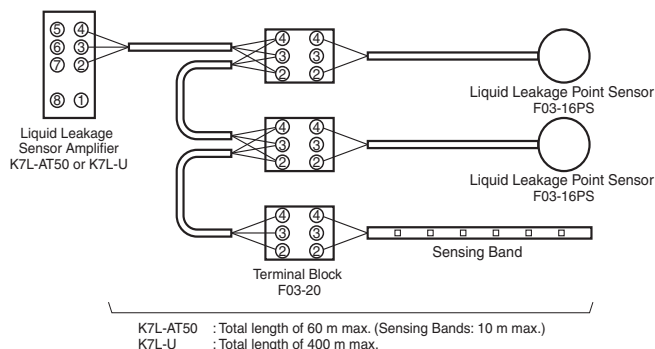 ⑤ ④
⑥ ③
⑦ ②
⑧ ①
Liquid Leakage
Sensor Amplifier
K7L-AT50 or K7L-U
④ ④
③ ③
② ②
Liquid Leakage Point Sensor
F03-16PS
④ ④
③ ③
② ②
Liquid Leakage Point Sensor
F03-16PS
④ ④
③ ③
② ②
Terminal Block
F03-20
Sensing Band
K7L-AT50 : Total length of 60 m max. (Sensing Bands: 10 m max.)
K7L-U : Total length of 400 m max.